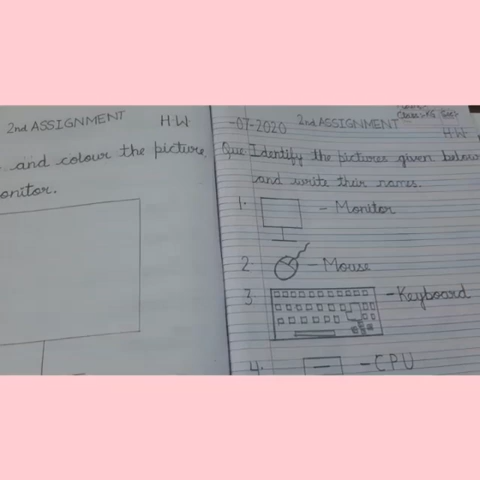 2nd ASSIGNMENT H.W
and colour the picture.
onitor.
-07-2020 2nd ASSIGNMENT
H.W
Que Identify the pictures given below
and write their names.
1. - Monitor
2. - Mouse
3. - Keyboard
4. - CPU